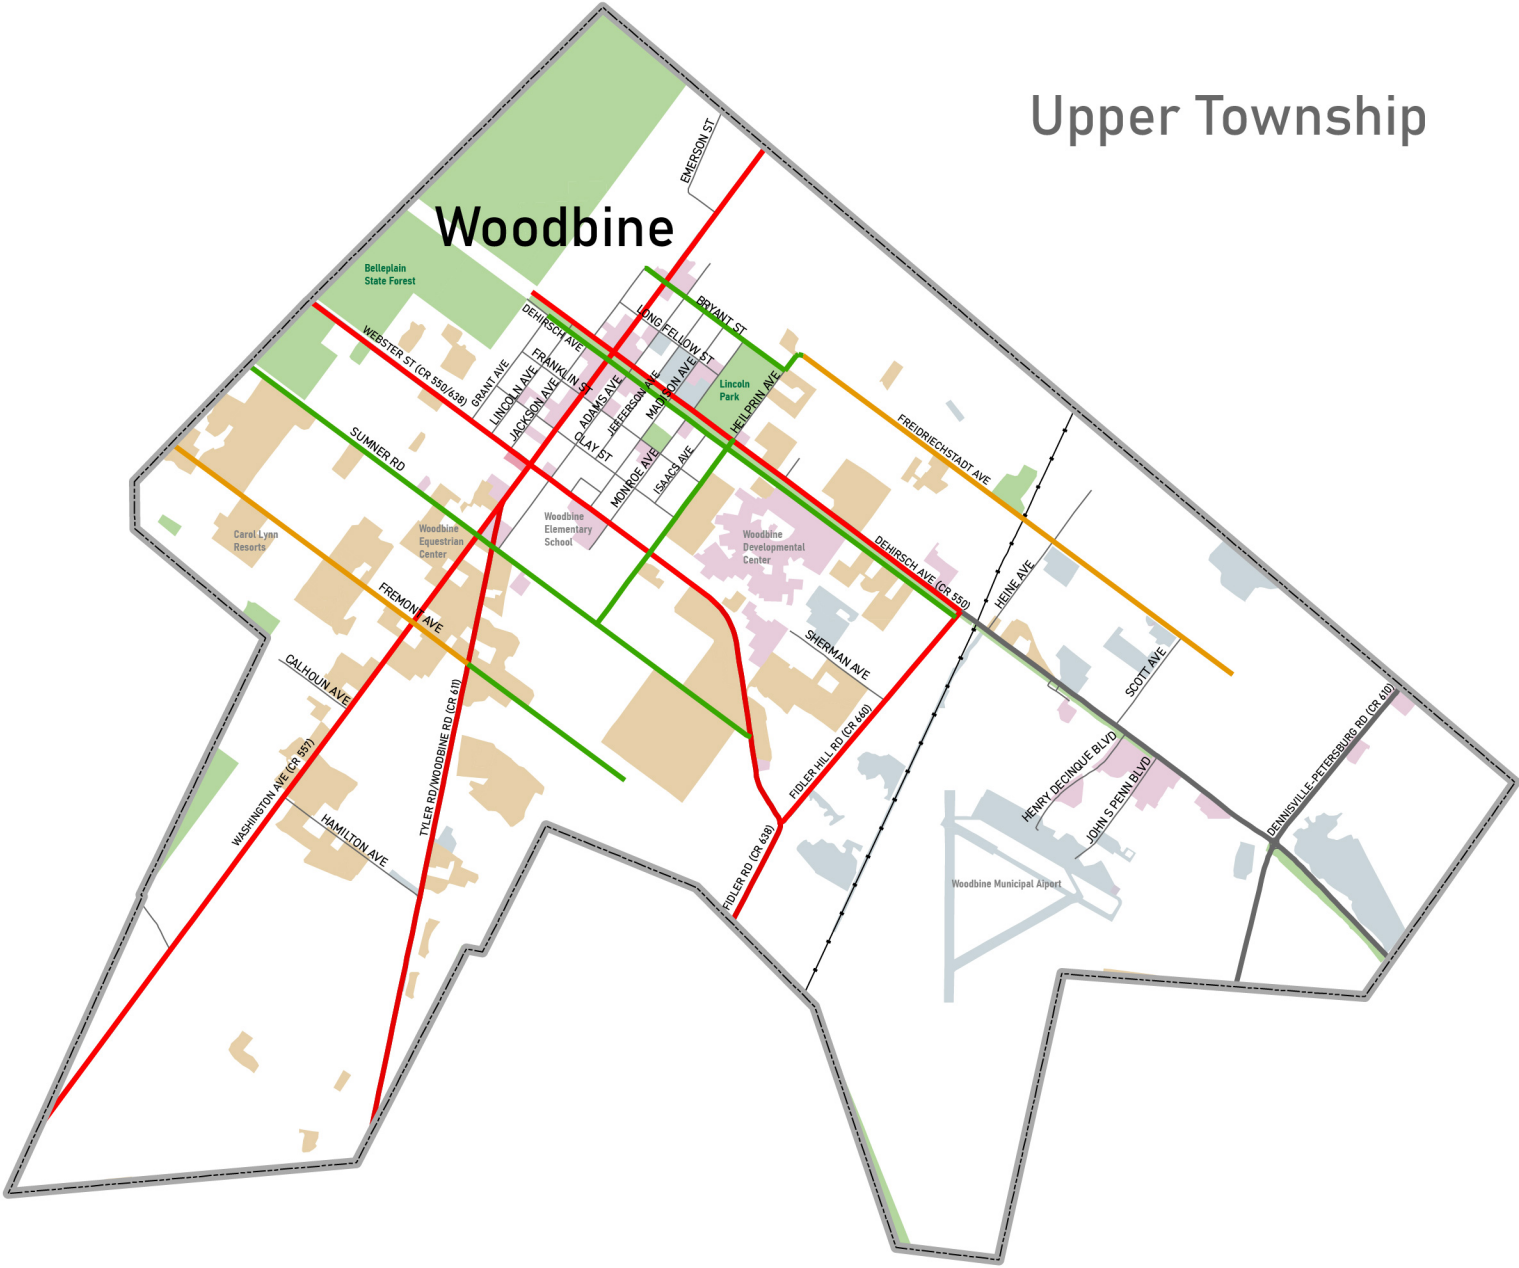 Upper Township
EMERSON ST
Woodbine
Belleplain
State Forest
BRYANT ST
LONG FELLOW ST
DEHIRSCH AVE
WEBSTER ST (CR 550/638)
FRANKLIN ST
GRANT AVE
LINCOLN AVE
JACKSON AVE
ADAMS AVE
JEFFERSON AVE
MADISON AVE
Lincoln
Park
HEILPRIN AVE
CLAY ST
MONROE AVE
ISAACS AVE
FREIDRIECHSTADT AVE
SUMNER RD
Carol Lynn
Resorts
Woodbine
Equestrian
Center
Woodbine
Elementary
School
Woodbine
Developmental
Center
DEHIRSCH AVE (CR 550)
HEINE AVE
FREMONT AVE
SHERMAN AVE
CALHOUN AVE
SCOTT AVE
WASHINGTON AVE (CR 557)
TYLER RD/WOODBINE RD (CR 611)
FIDLER HILL RD (CR 660)
HENRY DECINQUE BLVD
JOHN S PENN BLVD
DENNISVILLE-PETERSBURG RD (CR 610)
HAMILTON AVE
FIDLER RD (CR 638)
Woodbine Municipal Aiport